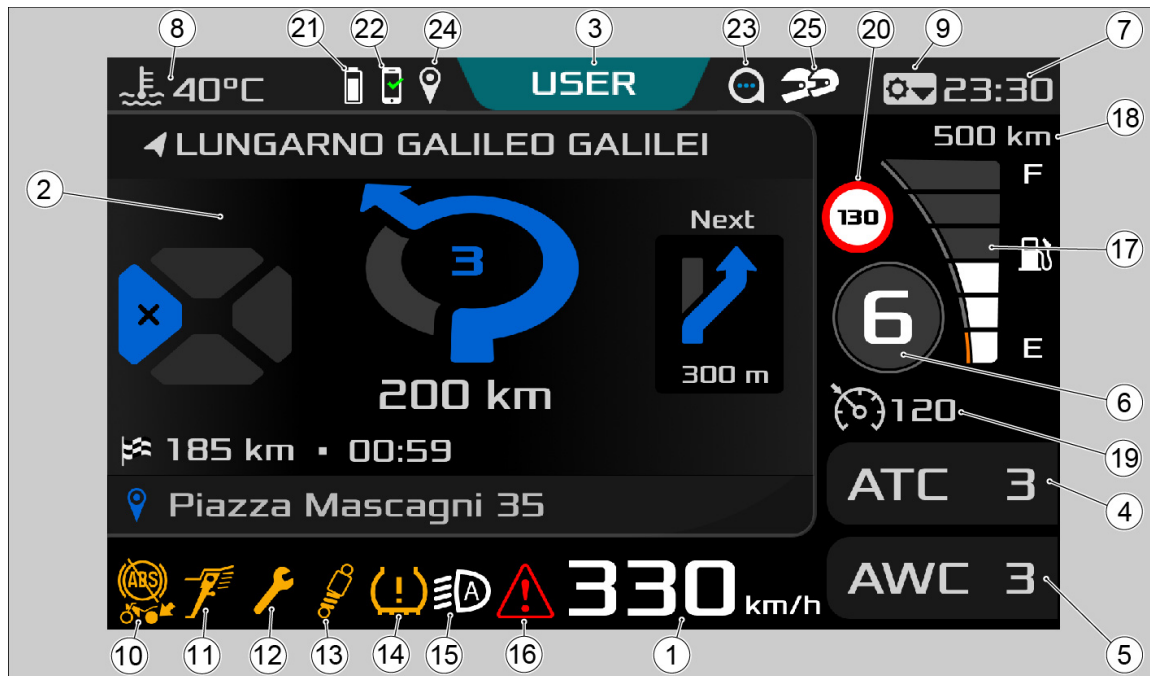 8 21 22 24 3 23 25 20 9 7
40°C USER 23:30
LUNGARNO GALILEO GALILEI
500 km 18
2
F
130
3
Next
17
6
E
200 km
300 m
6
185 km ▪ 00:59
120
19
ATC 3
4
Piazza Mascagni 35
ABS
A
330 km/h
AWC 3
10 11 12 13 14 15 16 1 5